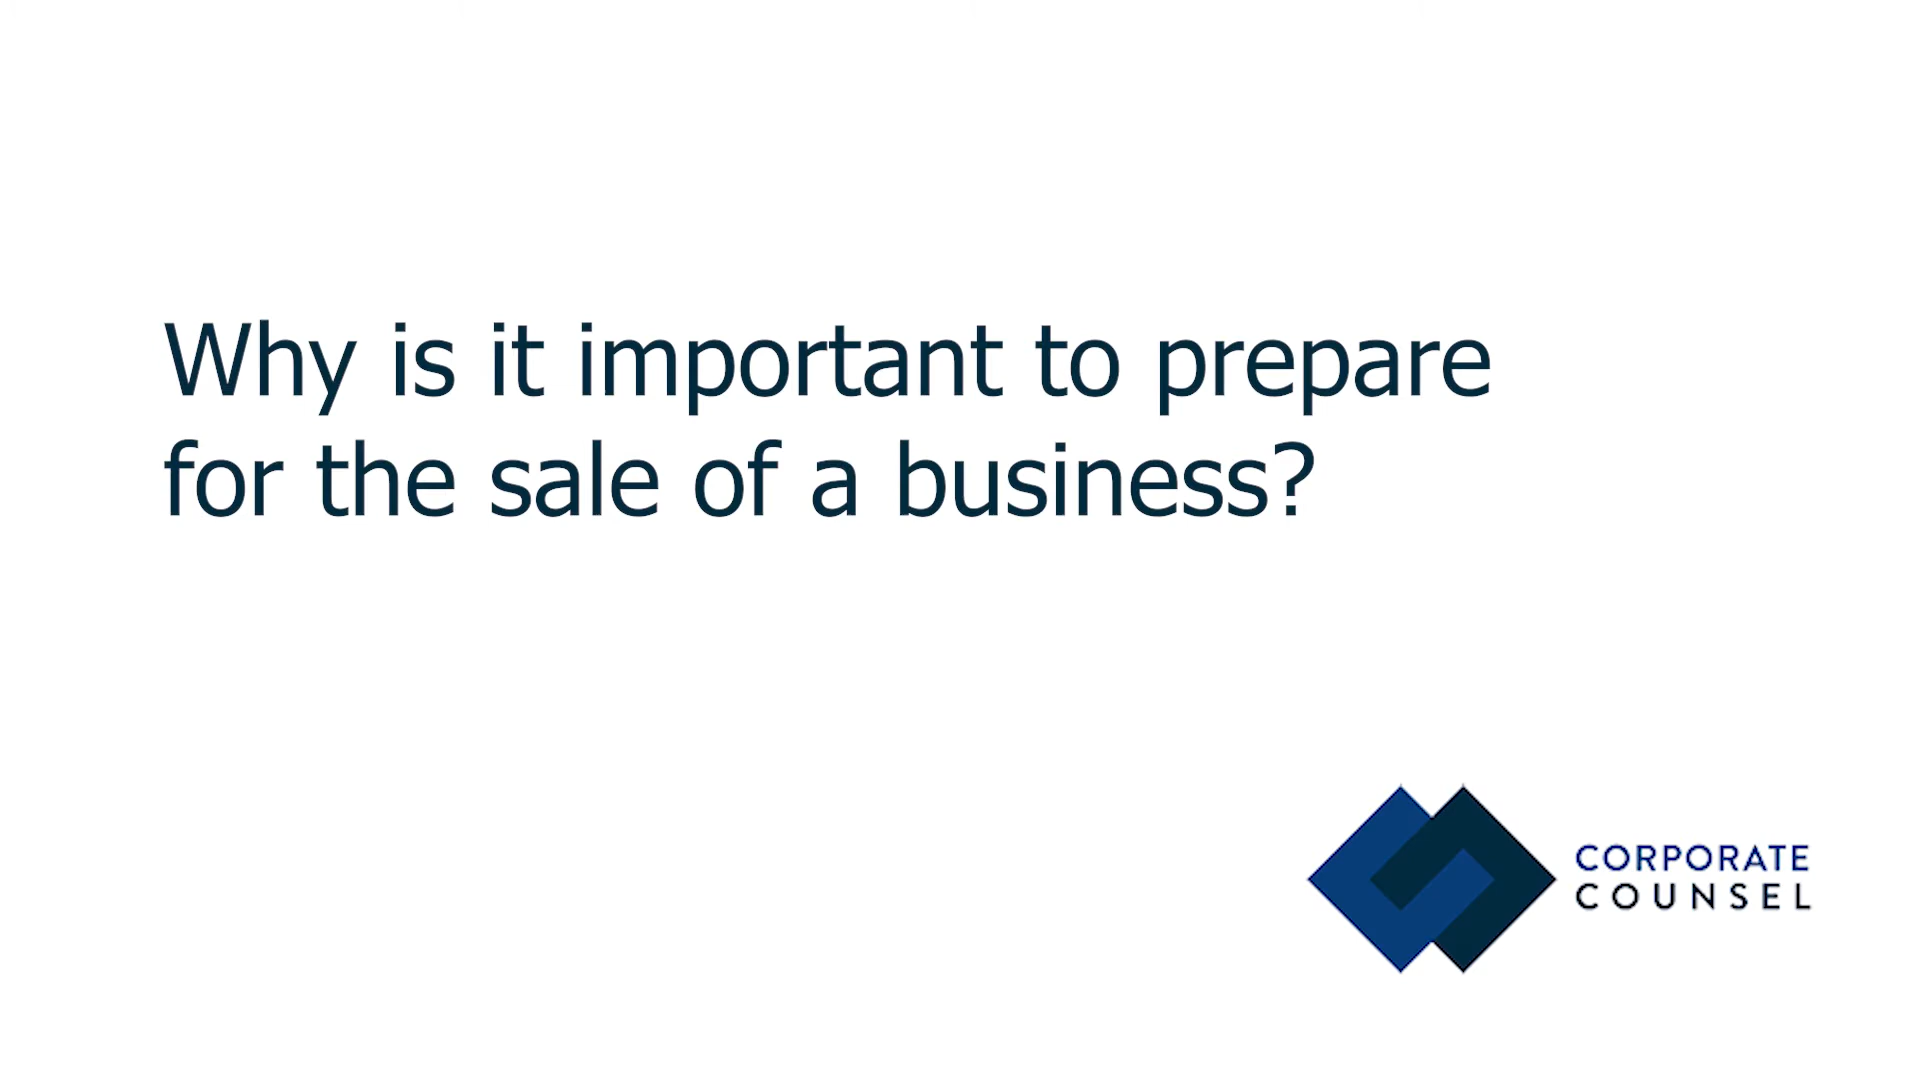 Why is it important to prepare
for the sale of a business?
CORPORATE
COUNSEL